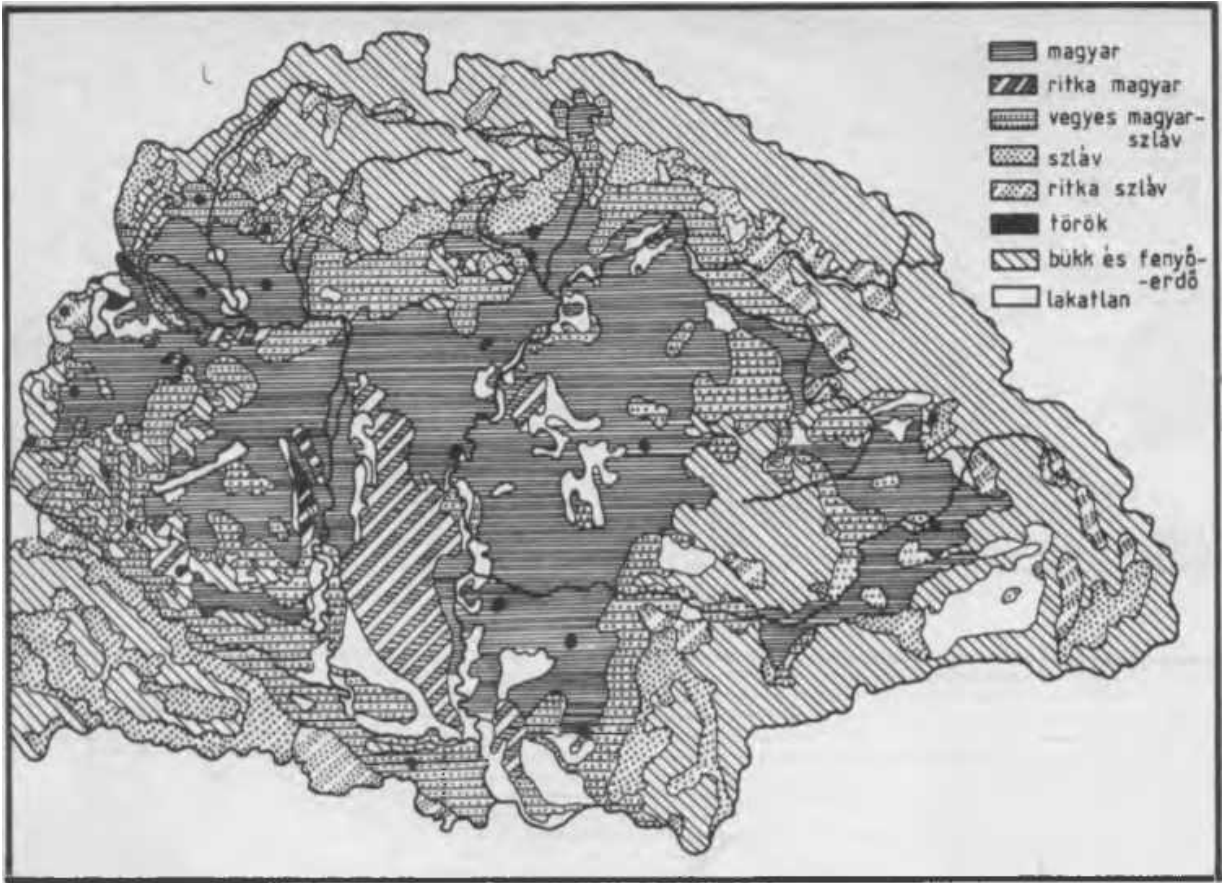 magyar
ritka magyar
vegyes magyar-
szláv
szláv
ritka szláv
török
bükk és fenyő-
-erdő
lakatlan